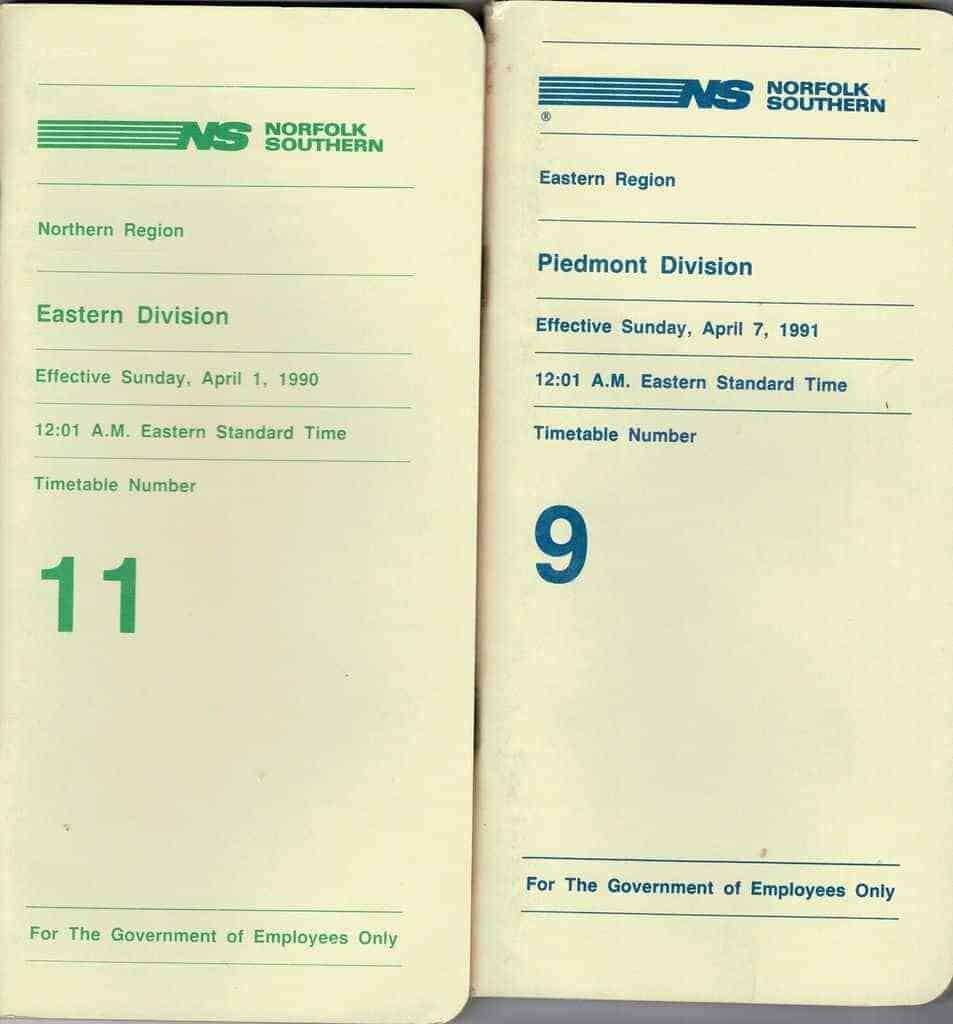 NS NORFOLK
SOUTHERN
Northern Region
Eastern Division
Effective Sunday, April 1, 1990
12:01 A.M. Eastern Standard Time
Timetable Number
11
For The Government of Employees Only
NS NORFOLK
SOUTHERN
®
Eastern Region
Piedmont Division
Effective Sunday, April 7, 1991
12:01 A.M. Eastern Standard Time
Timetable Number
9
For The Government of Employees Only